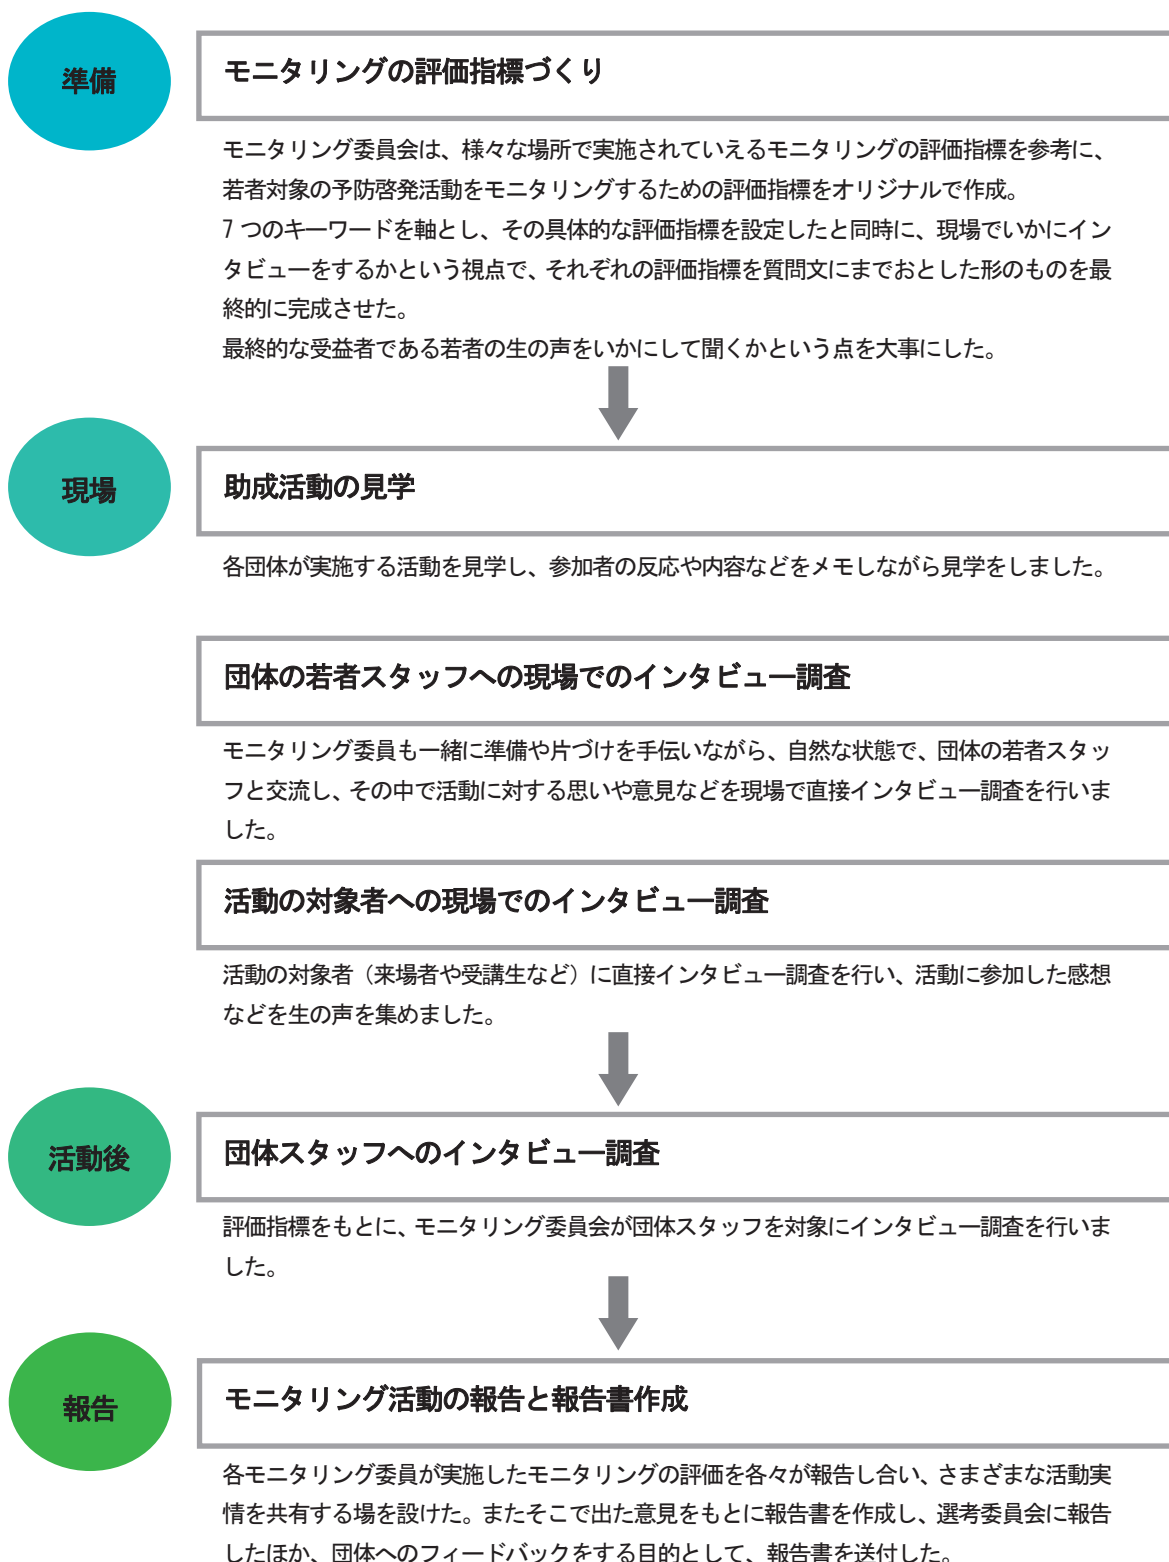 準備
モニタリングの評価指標づくり
モニタリング委員会は、様々な場所で実施されていえるモニタリングの評価指標を参考に、
若者対象の予防啓発活動をモニタリングするための評価指標をオリジナルで作成。
7 つのキーワードを軸とし、その具体的な評価指標を設定したと同時に、現場でいかにイン
タビューをするかという視点で、それぞれの評価指標を質問文にまでおとした形のものを最
終的に完成させた。
最終的な受益者である若者の生の声をいかにして聞くかという点を大事にした。
現場
助成活動の見学
各団体が実施する活動を見学し、参加者の反応や内容などをメモしながら見学をしました。
団体の若者スタッフへの現場でのインタビュー調査
モニタリング委員も一緒に準備や片づけを手伝いながら、自然な状態で、団体の若者スタッ
フと交流し、その中で活動に対する思いや意見などを現場で直接インタビュー調査を行いま
した。
活動の対象者への現場でのインタビュー調査
活動の対象者（来場者や受講生など）に直接インタビュー調査を行い、活動に参加した感想
などを生の声を集めました。
活動後
団体スタッフへのインタビュー調査
評価指標をもとに、モニタリング委員会が団体スタッフを対象にインタビュー調査を行いま
した。
報告
モニタリング活動の報告と報告書作成
各モニタリング委員が実施したモニタリングの評価を各々が報告し合い、さまざまな活動実
情を共有する場を設けた。またそこで出た意見をもとに報告書を作成し、選考委員会に報告
したほか、団体へのフィードバックをする目的として、報告書を送付した。